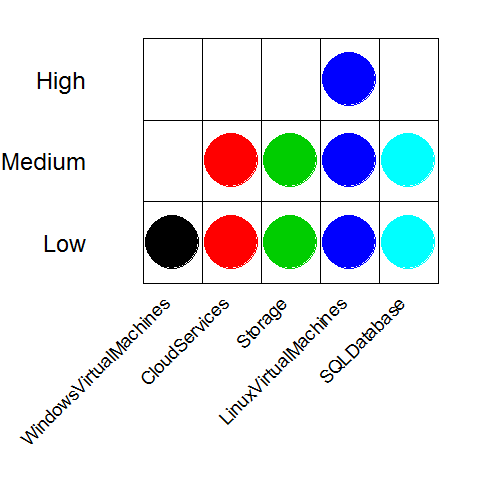 High
Medium
Low
WindowsVirtualMachines
CloudServices
Storage
LinuxVirtualMachines
SQLDatabase